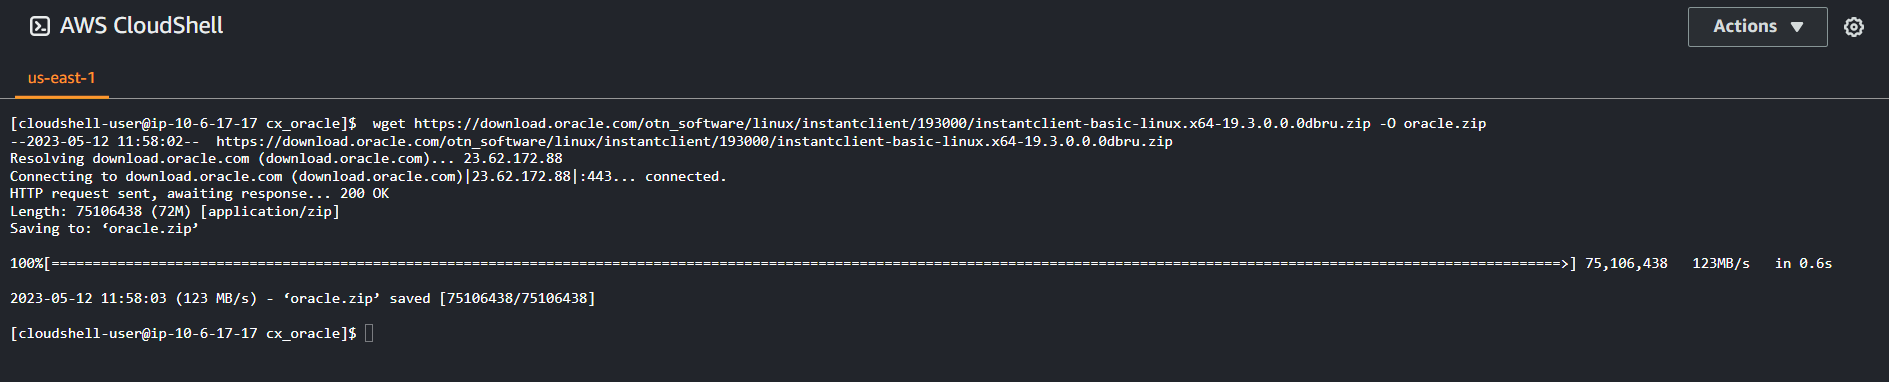 AWS CloudShell
Actions
us-east-1
[cloudshell-user@ip-10-6-17-17 cx_oracle]$  wget https://download.oracle.com/otn_software/linux/instantclient/193000/instantclient-basic-linux.x64-19.3.0.0.0dbru.zip -O oracle.zip
--2023-05-12 11:58:02--  https://download.oracle.com/otn_software/linux/instantclient/193000/instantclient-basic-linux.x64-19.3.0.0.0dbru.zip
Resolving download.oracle.com (download.oracle.com)... 23.62.172.88
Connecting to download.oracle.com (download.oracle.com)|23.62.172.88|:443... connected.
HTTP request sent, awaiting response... 200 OK
Length: 75106438 (72M) [application/zip]
Saving to: ‘oracle.zip’
100%[=======================================================================================================================================================================================>] 75,106,438   123MB/s   in 0.6s
2023-05-12 11:58:03 (123 MB/s) - ‘oracle.zip’ saved [75106438/75106438]
[cloudshell-user@ip-10-6-17-17 cx_oracle]$